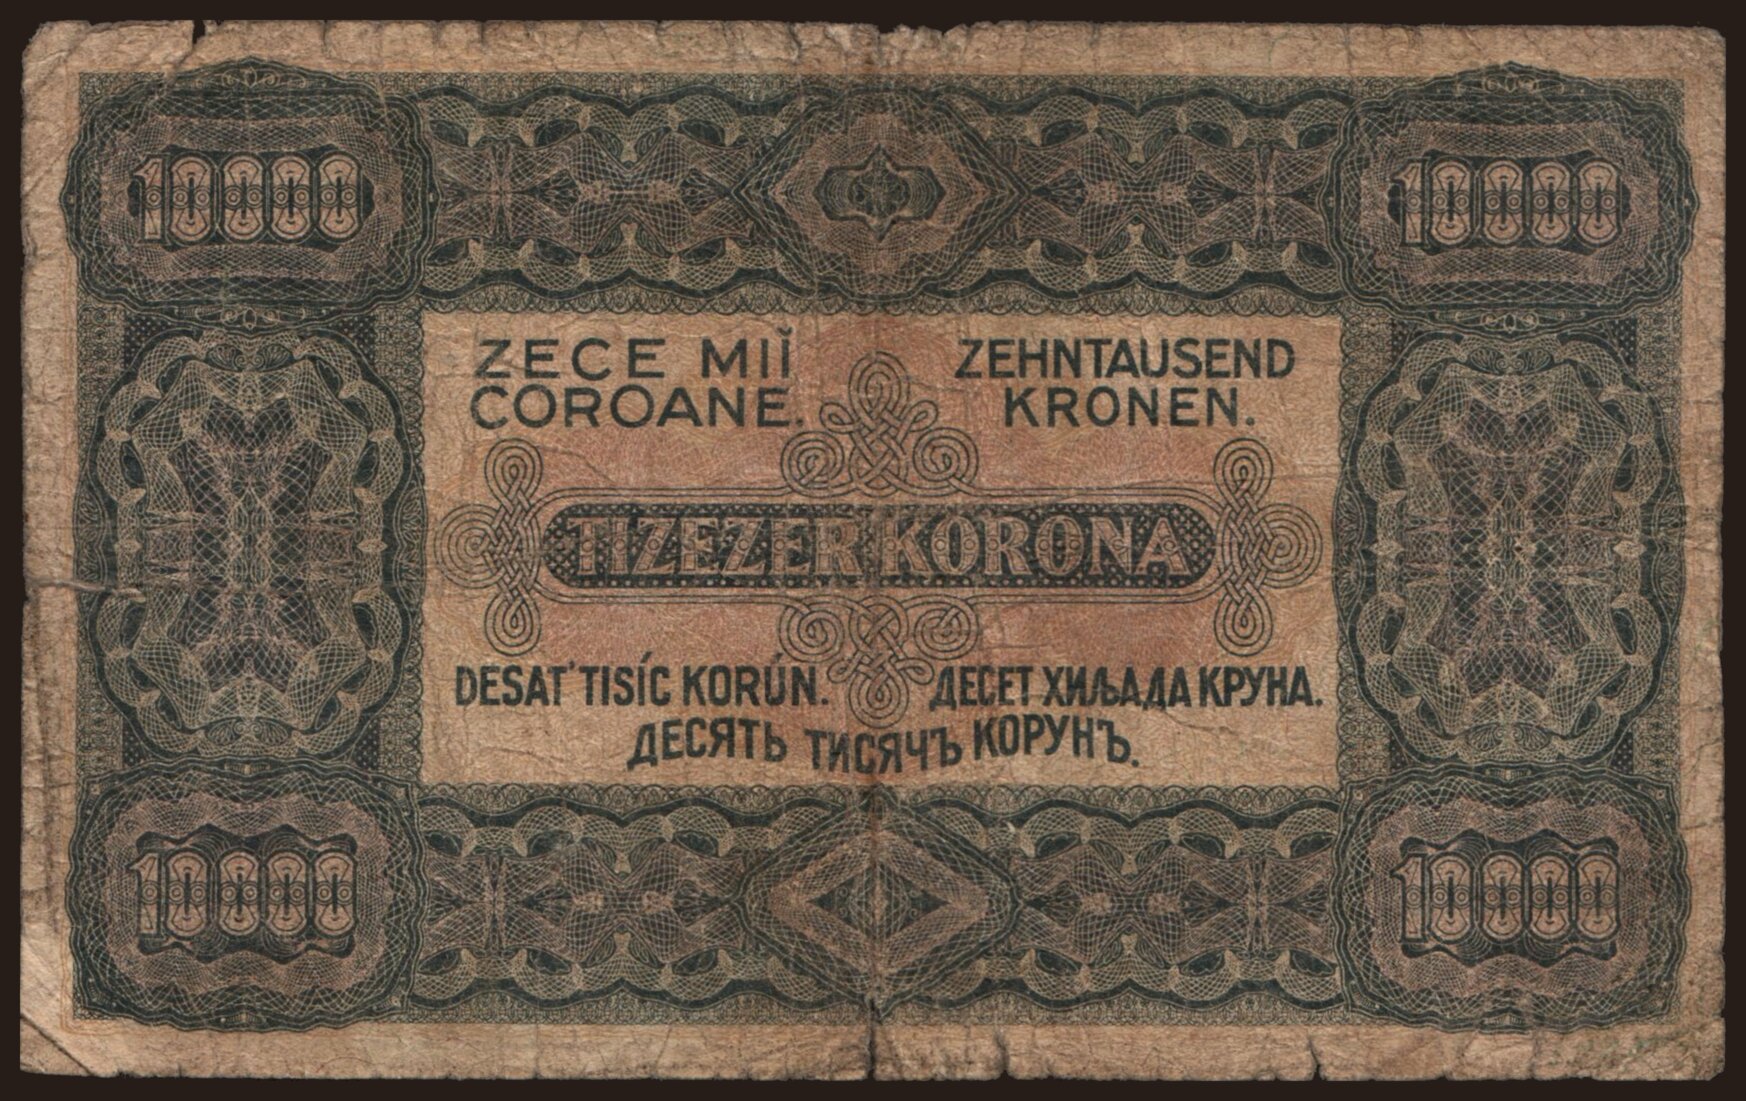 10000
10000
ZECE MIĬ
COROANE.
ZEHNTAUSEND
KRONEN.
TIZEZER KORONA
DESAŤ TISÍC KORÚN.
ДЕСЕТ ХИЉАДА КРУНА.
ДЕСЯТЬ ТИСЯЧЪ КОРУНЪ.
10000
10000